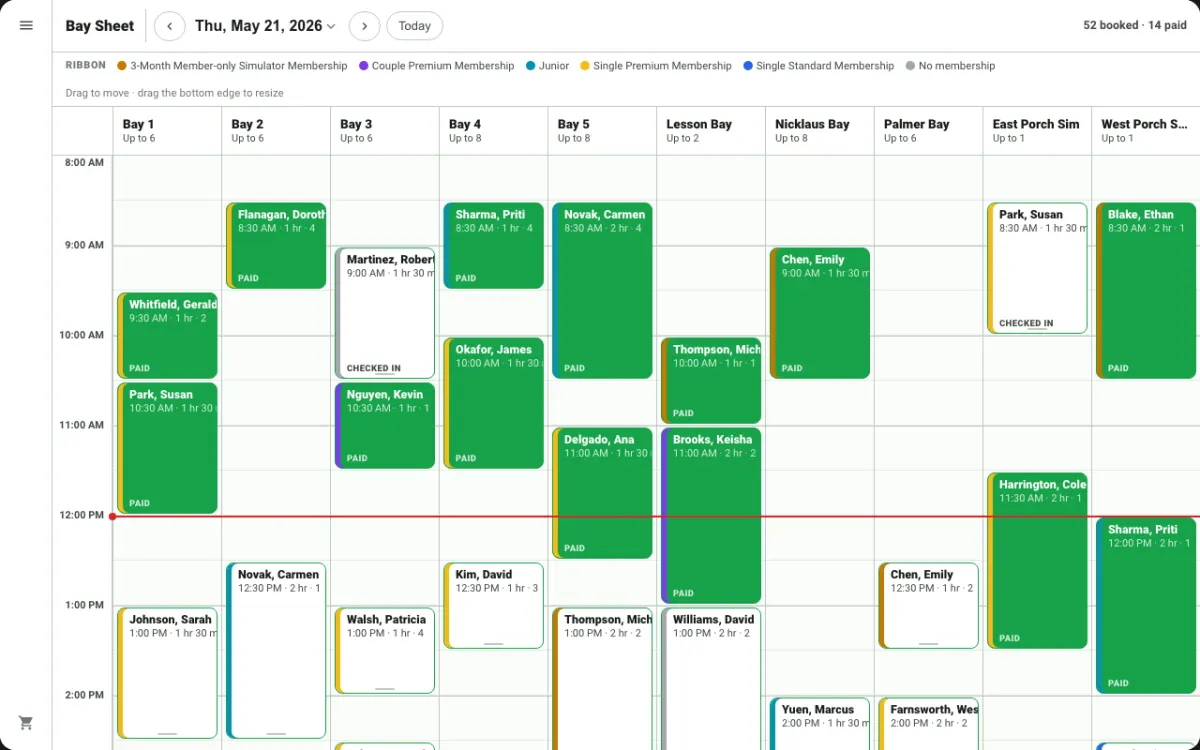 Bay Sheet
Thu, May 21, 2026
Today
52 booked · 14 paid
RIBBON
3-Month Member-only Simulator Membership
Couple Premium Membership
Junior
Single Premium Membership
Single Standard Membership
No membership
Drag to move · drag the bottom edge to resize
Bay 1
Up to 6
Bay 2
Up to 6
Bay 3
Up to 6
Bay 4
Up to 8
Bay 5
Up to 8
Lesson Bay
Up to 2
Nicklaus Bay
Up to 8
Palmer Bay
Up to 6
East Porch Sim
Up to 1
West Porch S...
Up to 1
8:00 AM
9:00 AM
10:00 AM
11:00 AM
12:00 PM
1:00 PM
2:00 PM
Whitfield, Gerald
9:30 AM · 1 hr · 2
PAID
Park, Susan
10:30 AM · 1 hr 30
PAID
Johnson, Sarah
1:00 PM · 1 hr 30 m
Flanagan, Doroth
8:30 AM · 1 hr · 4
PAID
Novak, Carmen
12:30 PM · 2 hr · 1
Martinez, Robert
9:00 AM · 1 hr 30 m
CHECKED IN
Nguyen, Kevin
10:30 AM · 1 hr · 1
PAID
Walsh, Patricia
1:00 PM · 1 hr · 4
Sharma, Priti
8:30 AM · 1 hr · 4
PAID
Okafor, James
10:00 AM · 1 hr 30
PAID
Kim, David
12:30 PM · 1 hr · 3
Novak, Carmen
8:30 AM · 2 hr · 4
PAID
Delgado, Ana
11:00 AM · 1 hr 30
PAID
Thompson, Mich
1:00 PM · 2 hr · 2
Thompson, Mich
10:00 AM · 1 hr · 1
PAID
Brooks, Keisha
11:00 AM · 2 hr · 2
PAID
Williams, David
1:00 PM · 2 hr · 2
Chen, Emily
9:00 AM · 1 hr 30 m
PAID
Yuen, Marcus
2:00 PM · 1 hr 30 m
Chen, Emily
12:30 PM · 1 hr · 2
Farnsworth, Wes
2:00 PM · 2 hr · 2
Park, Susan
8:30 AM · 1 hr 30 m
CHECKED IN
Harrington, Cole
11:30 AM · 2 hr · 1
PAID
Blake, Ethan
8:30 AM · 2 hr · 1
PAID
Sharma, Priti
12:00 PM · 2 hr · 1
PAID